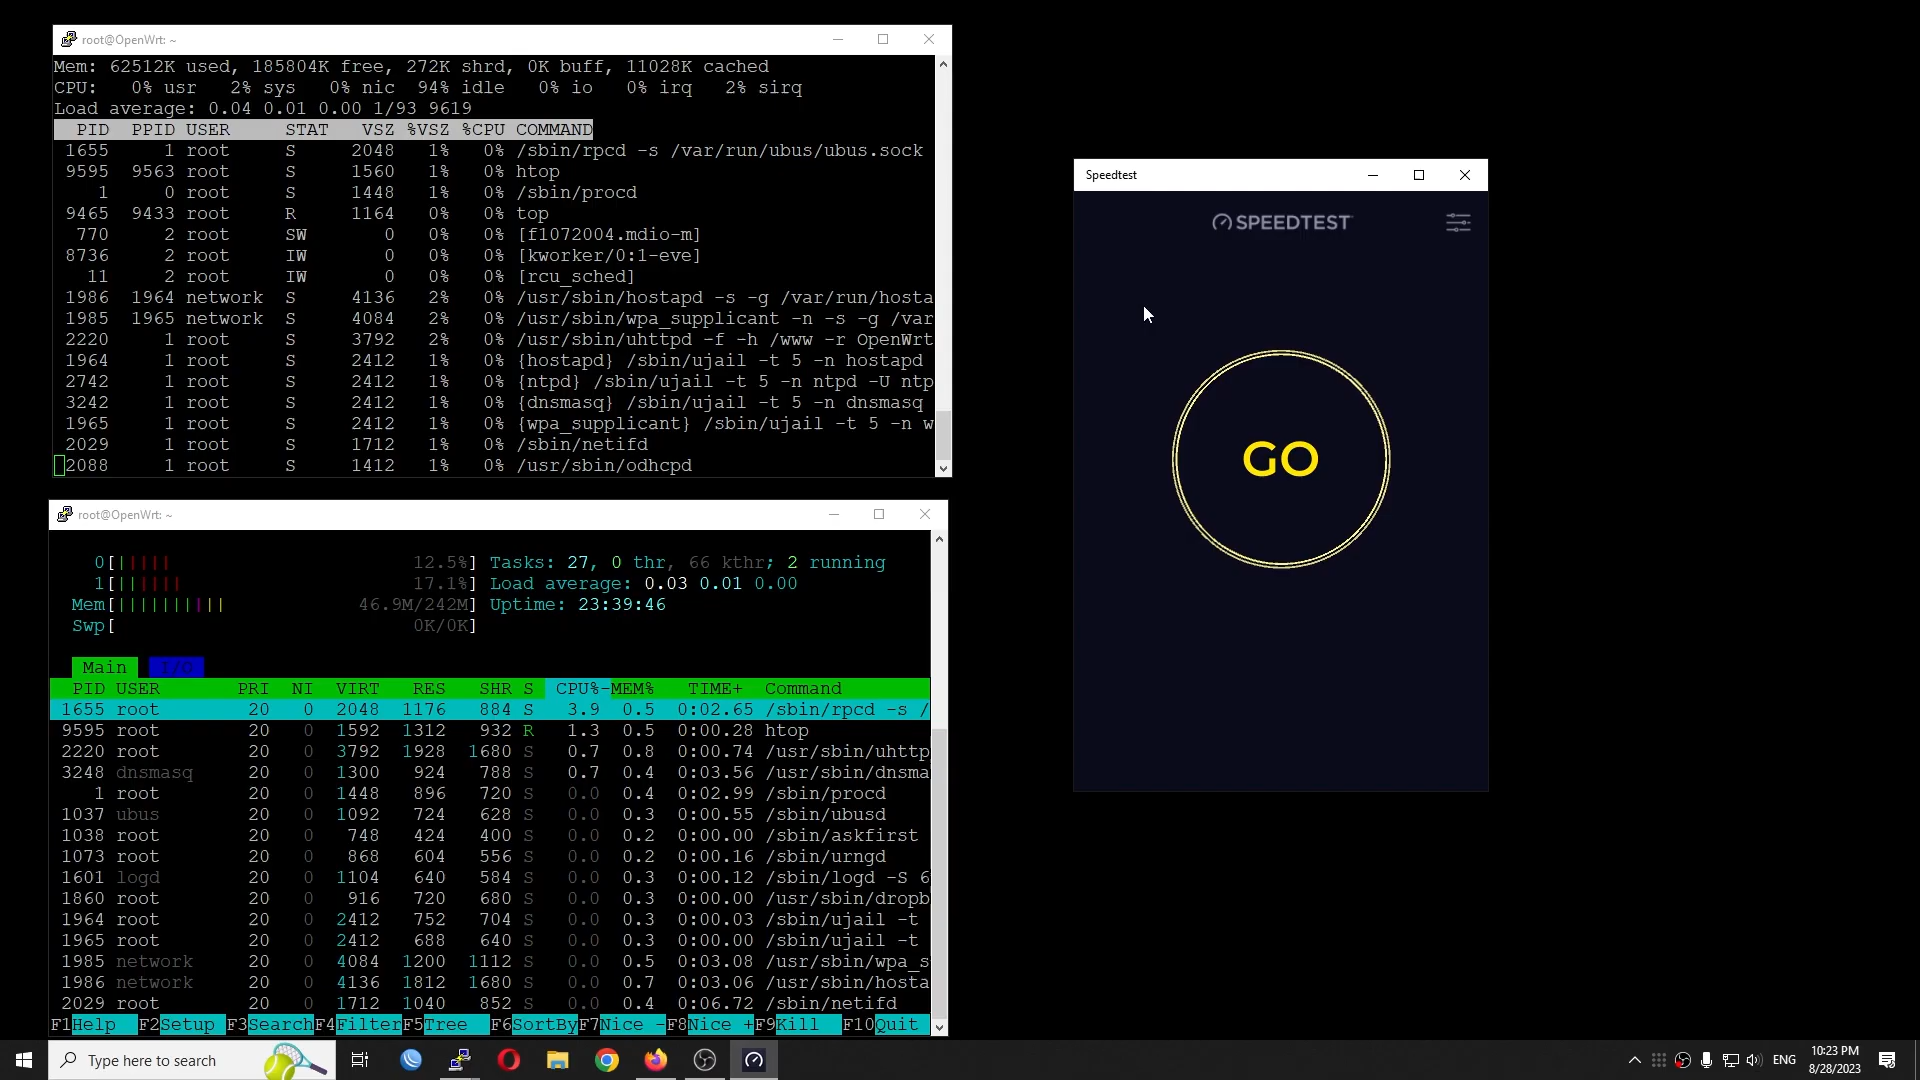 root@OpenWrt: ~
Mem: 62512K used, 185804K free, 272K shrd, 0K buff, 11028K cached
CPU:   0% usr   2% sys   0% nic  94% idle   0% io   0% irq   2% sirq
Load average: 0.04 0.01 0.00 1/93 9619
PID  PPID USER     STAT   VSZ %VSZ %CPU COMMAND
1655     1 root     S     2048   1%   0% /sbin/rpcd -s /var/run/ubus/ubus.sock
9595  9563 root     S     1560   1%   0% htop
1     0 root     S     1448   1%   0% /sbin/procd
9465  9433 root     R     1164   0%   0% top
770     2 root     SW       0   0%   0% [f1072004.mdio-m]
8736     2 root     IW       0   0%   0% [kworker/0:1-eve]
11     2 root     IW       0   0%   0% [rcu_sched]
1986  1964 network  S     4136   2%   0% /usr/sbin/hostapd -s -g /var/run/hosta
1985  1965 network  S     4084   2%   0% /usr/sbin/wpa_supplicant -n -s -g /var
2220     1 root     S     3792   2%   0% /usr/sbin/uhttpd -f -h /www -r OpenWrt
1964     1 root     S     2412   1%   0% {hostapd} /sbin/ujail -t 5 -n hostapd
2742     1 root     S     2412   1%   0% {ntpd} /sbin/ujail -t 5 -n ntpd -U ntp
3242     1 root     S     2412   1%   0% {dnsmasq} /sbin/ujail -t 5 -n dnsmasq
1965     1 root     S     2412   1%   0% {wpa_supplicant} /sbin/ujail -t 5 -n w
2029     1 root     S     1712   1%   0% /sbin/netifd
2088     1 root     S     1412   1%   0% /usr/sbin/odhcpd
root@OpenWrt: ~
0[|||||    12.5%] Tasks: 27, 0 thr, 66 kthr; 2 running
1[||||||    17.1%] Load average: 0.03 0.01 0.00
Mem[||||||||||    46.9M/242M] Uptime: 23:39:46
Swp[    0K/0K]
Main I/O
PID USER PRI NI VIRT RES SHR S CPU%-MEM% TIME+ Command
1655 root 20 0 2048 1176 884 S 3.9 0.5 0:02.65 /sbin/rpcd -s /
9595 root 20 0 1592 1312 932 R 1.3 0.5 0:00.28 htop
2220 root 20 0 3792 1928 1680 S 0.7 0.8 0:00.74 /usr/sbin/uhttp
3248 dnsmasq 20 0 1300 924 788 S 0.7 0.4 0:03.56 /usr/sbin/dnsma
1 root 20 0 1448 896 720 S 0.0 0.4 0:02.99 /sbin/procd
1037 ubus 20 0 1092 724 628 S 0.0 0.3 0:00.55 /sbin/ubusd
1038 root 20 0 748 424 400 S 0.0 0.2 0:00.00 /sbin/askfirst
1073 root 20 0 868 604 556 S 0.0 0.2 0:00.16 /sbin/urngd
1601 logd 20 0 1104 640 584 S 0.0 0.3 0:00.12 /sbin/logd -S 6
1860 root 20 0 916 720 680 S 0.0 0.3 0:00.00 /usr/sbin/dropb
1964 root 20 0 2412 752 704 S 0.0 0.3 0:00.03 /sbin/ujail -t
1965 root 20 0 2412 688 640 S 0.0 0.3 0:00.00 /sbin/ujail -t
1985 network 20 0 4084 1200 1112 S 0.0 0.5 0:03.08 /usr/sbin/wpa_s
1986 network 20 0 4136 1812 1680 S 0.0 0.7 0:03.06 /usr/sbin/hosta
2029 root 20 0 1712 1040 852 S 0.0 0.4 0:06.72 /sbin/netifd
F1Help F2Setup F3SearchF4FilterF5Tree F6SortByF7Nice -F8Nice +F9Kill F10Quit
Speedtest
SPEEDTEST
GO
Type here to search
ENG
10:23 PM
8/28/2023